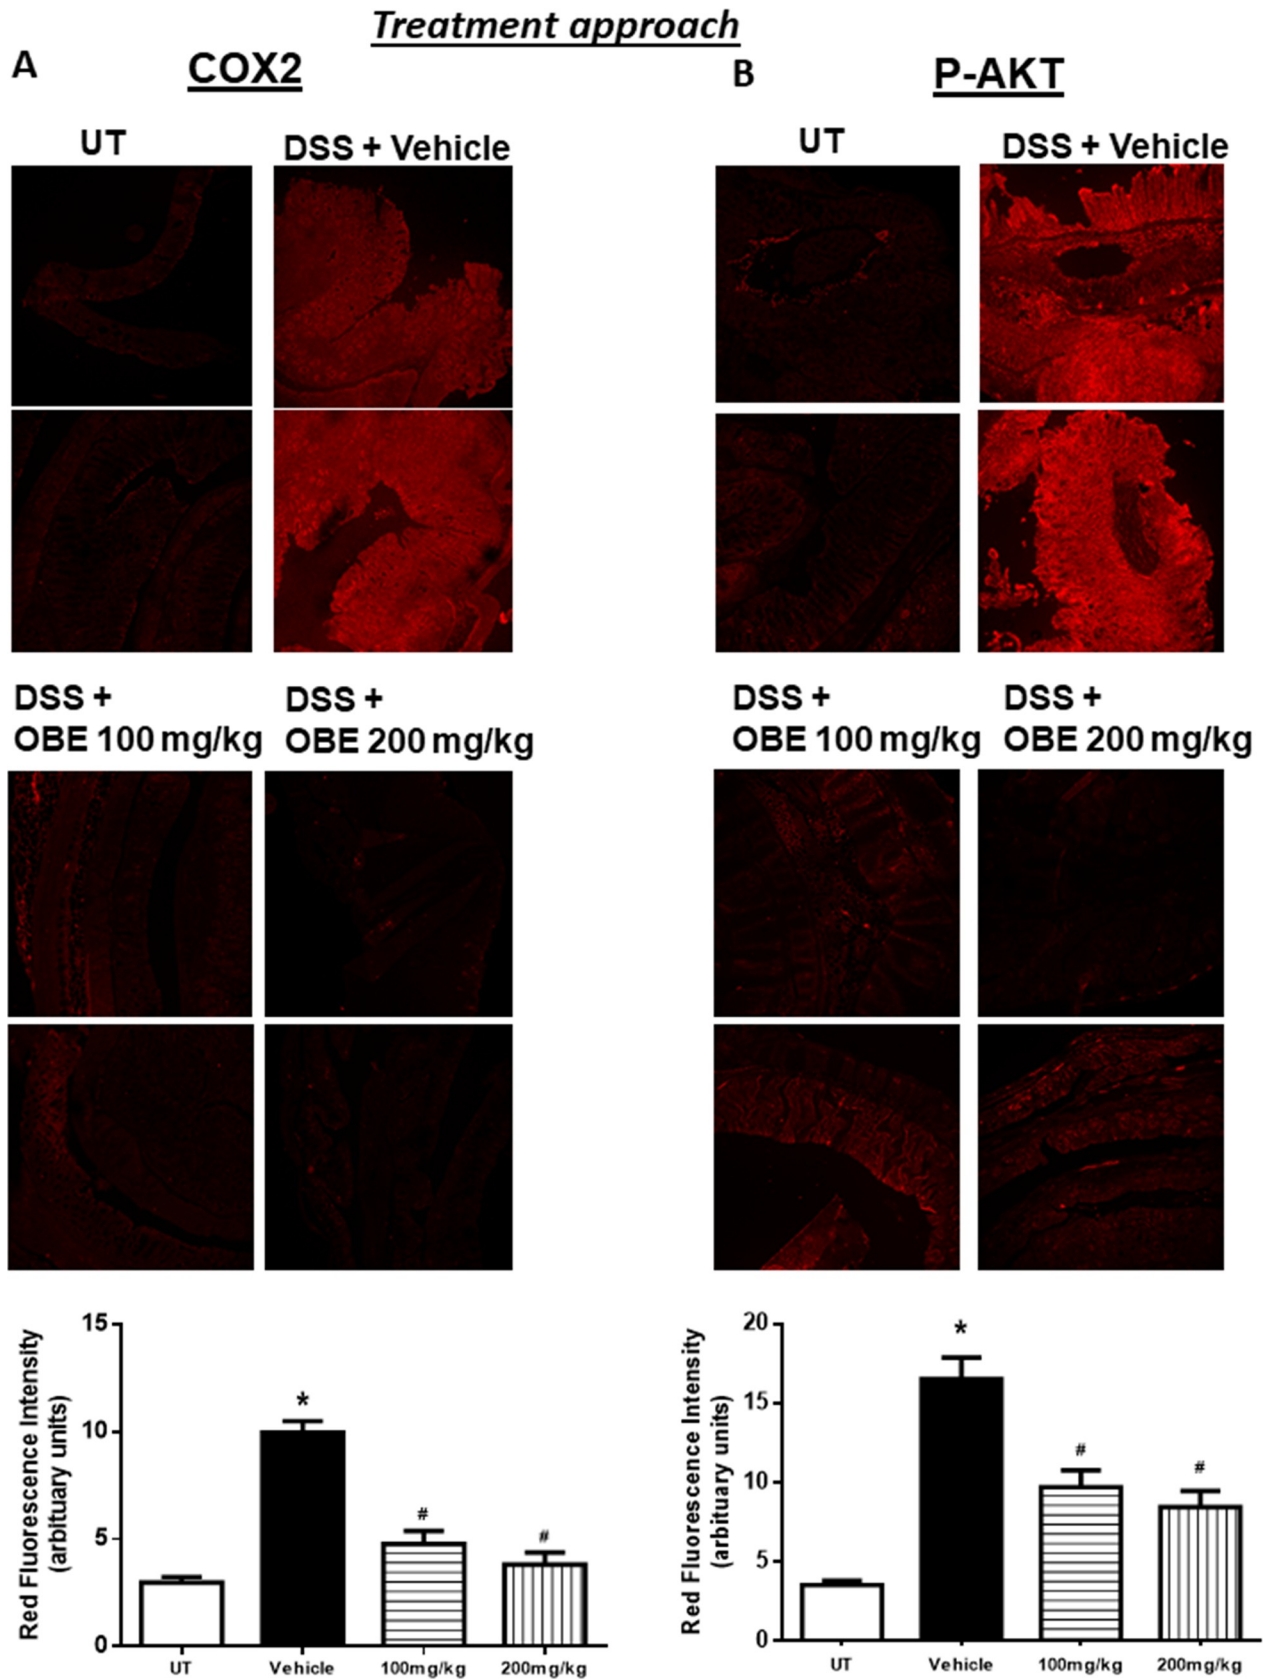 Treatment approach
A
COX2
UT
DSS + Vehicle
DSS +
OBE 100 mg/kg
DSS +
OBE 200 mg/kg
Red Fluorescence Intensity
(arbituary units)
15
10
5
0
*
#
#
UT
Vehicle
100mg/kg
200mg/kg
B
P-AKT
UT
DSS + Vehicle
DSS +
OBE 100 mg/kg
DSS +
OBE 200 mg/kg
Red Fluorescence Intensity
(arbituary units)
20
15
10
5
0
*
#
#
UT
Vehicle
100mg/kg
200mg/kg